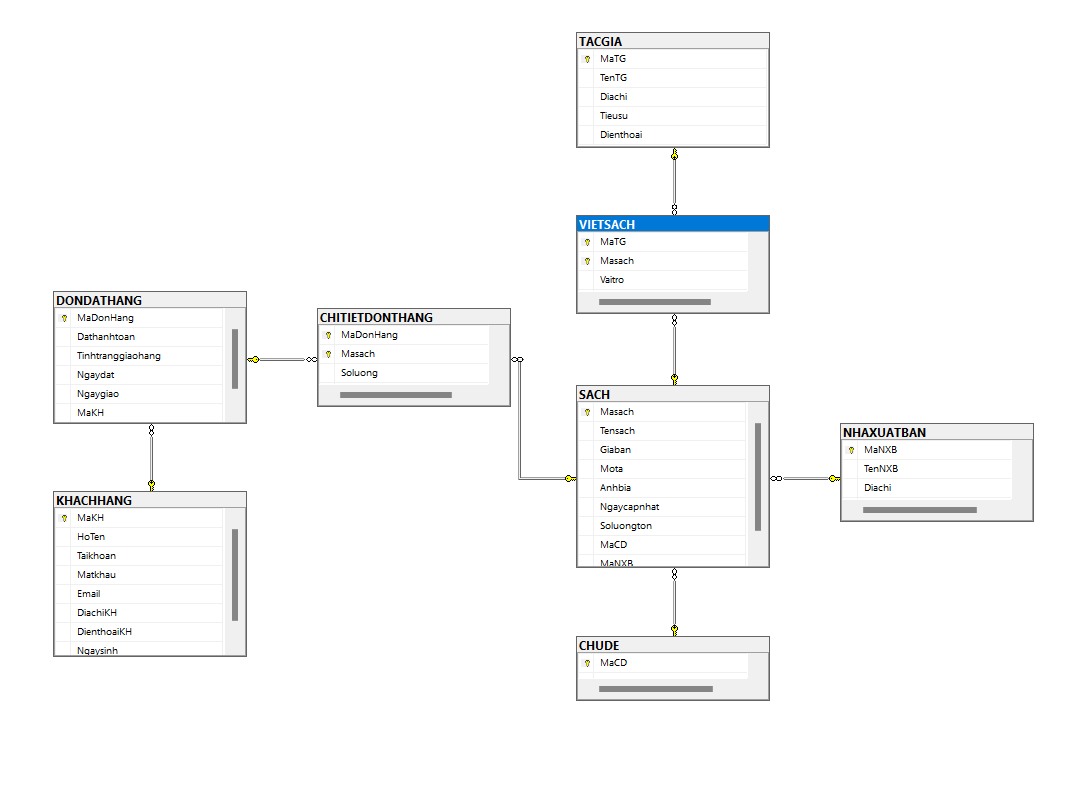 TACGIA
MaTG
TenTG
Diachi
Tieusu
Dienthoai
VIETSACH
MaTG
Masach
Vaitro
DONDATHANG
MaDonHang
Dathanhtoan
Tinhtranggiaohang
Ngaydat
Ngaygiao
MaKH
CHITIETDONTHANG
MaDonHang
Masach
Soluong
SACH
Masach
Tensach
Giaban
Mota
Anhbia
Ngaycapnhat
Soluongton
MaCD
MaNXB
NHAXUATBAN
MaNXB
TenNXB
Diachi
KHACHHANG
MaKH
HoTen
Taikhoan
Matkhau
Email
DiachiKH
DienthoaiKH
Ngaysinh
CHUDE
MaCD